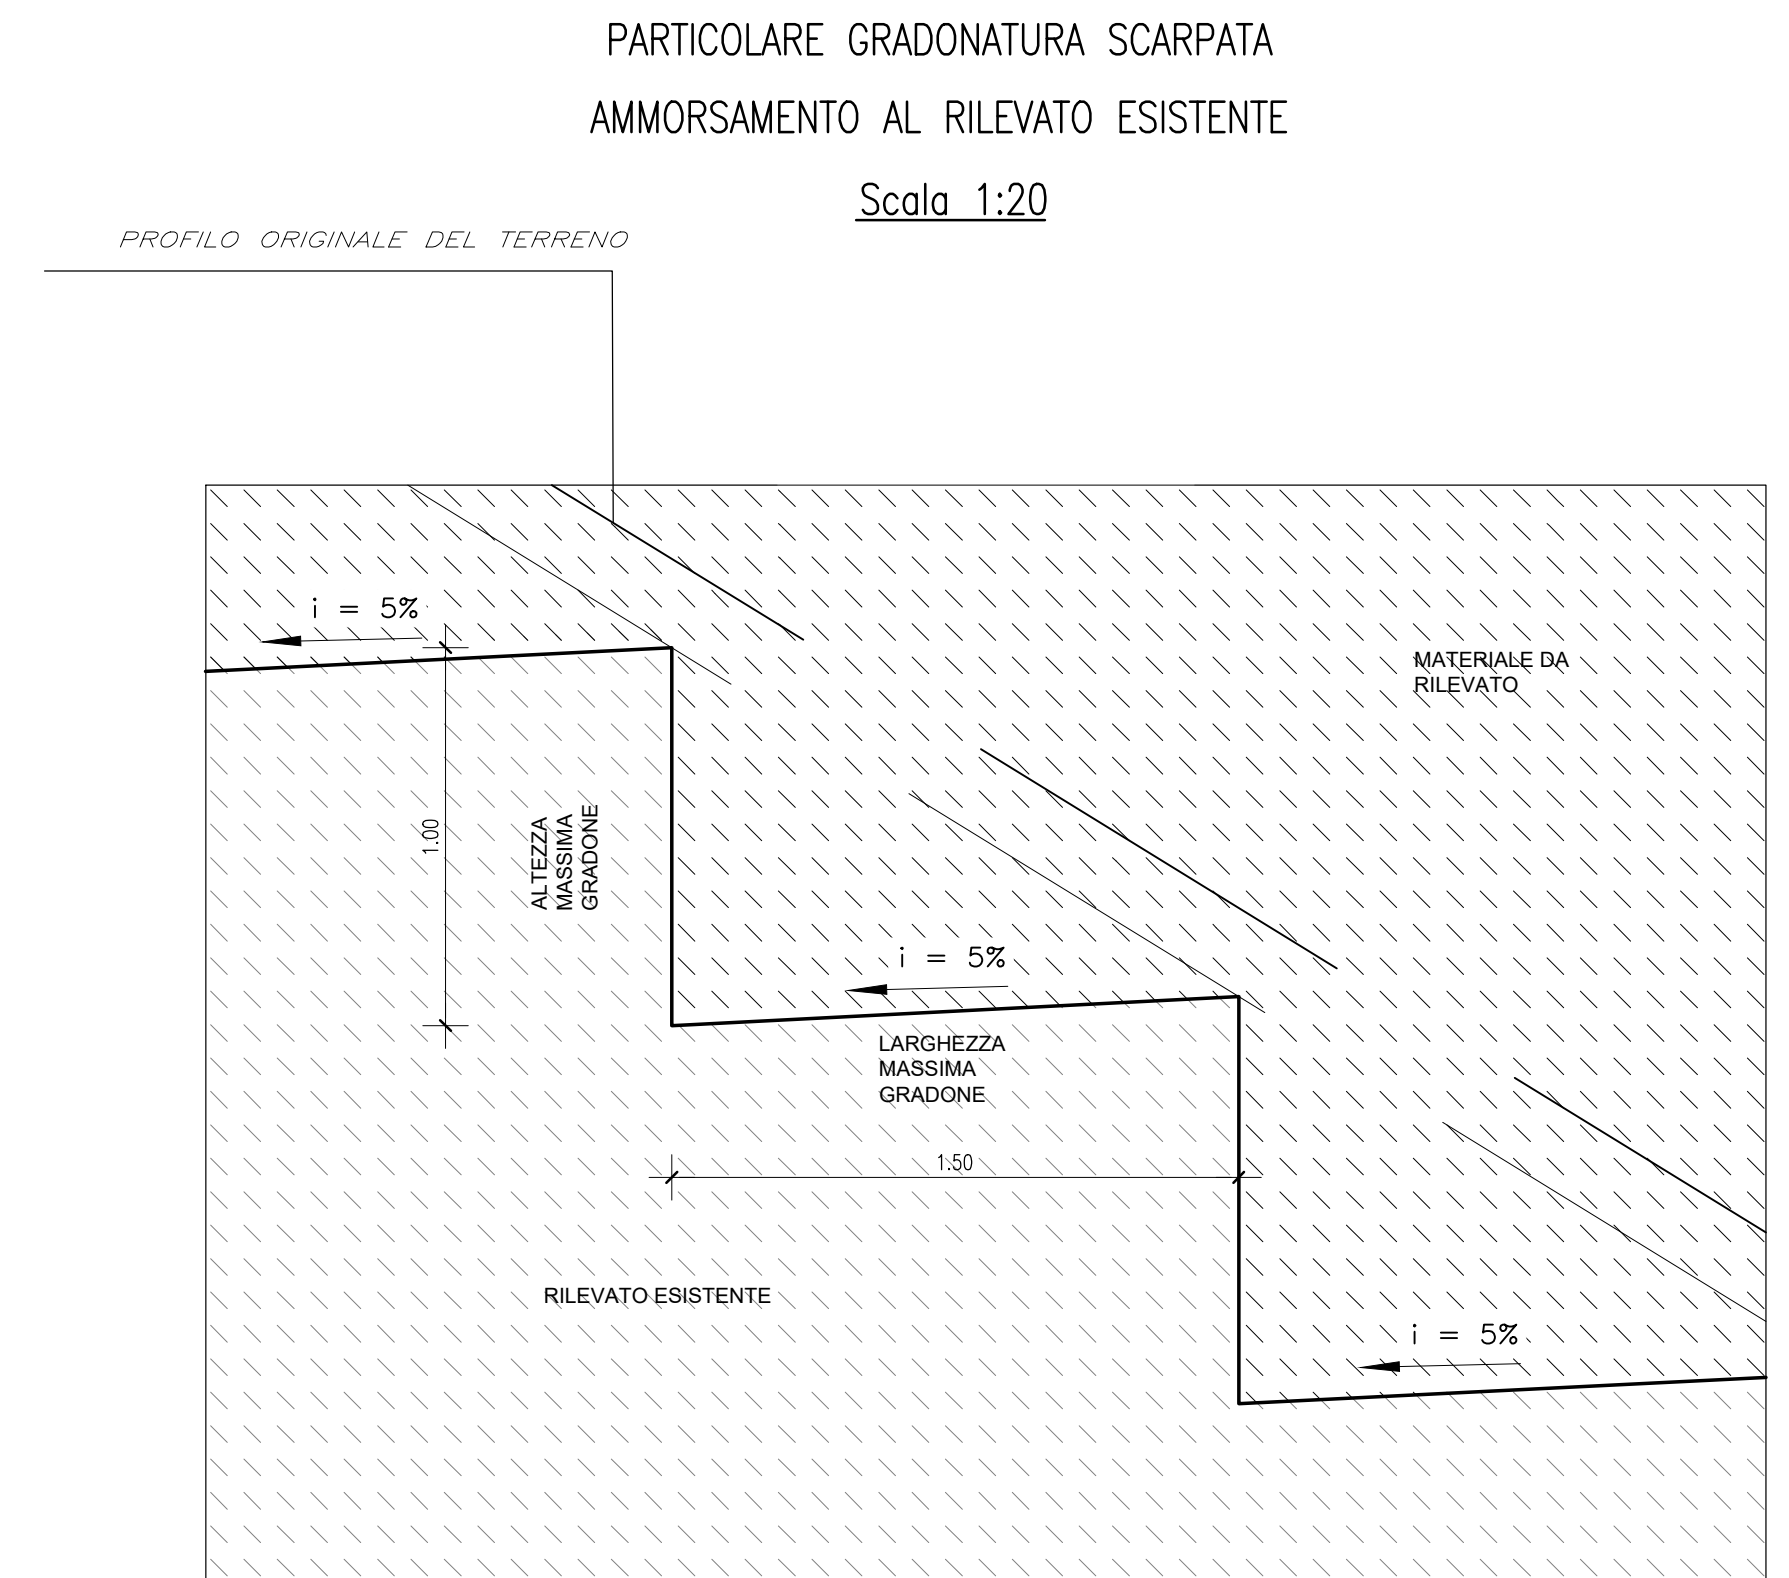 PARTICOLARE GRADONATURA SCARPATA
AMMORSAMENTO AL RILEVATO ESISTENTE
Scala 1:20
PROFILO ORIGINALE DEL TERRENO
i = 5%
MATERIALE DA
RILEVATO
1.00
ALTEZZA
MASSIMA
GRADONE
i = 5%
LARGHEZZA
MASSIMA
GRADONE
1.50
RILEVATO ESISTENTE
i = 5%